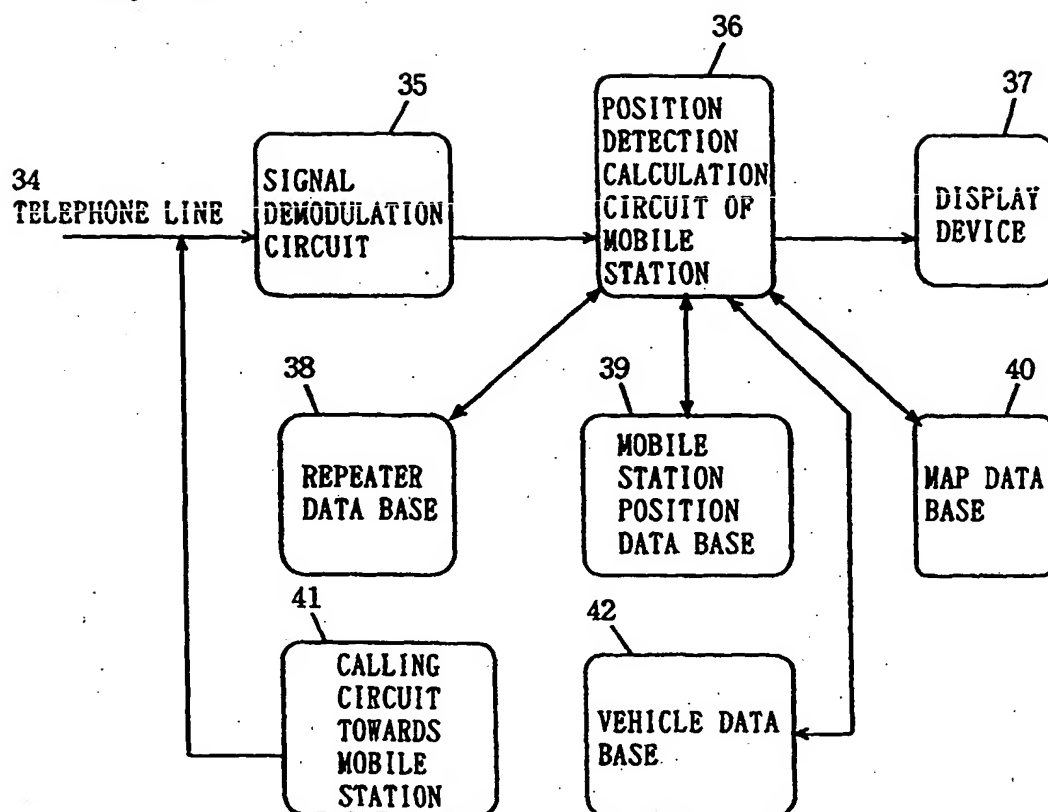 36
35
37
POSITION
DETECTION
CALCULATION
CIRCUIT OF
MOBILE
STATION
34
TELEPHONE LINE
SIGNAL
DEMODULATION
CIRCUIT
DISPLAY
DEVICE
38
39
40
REPEATER
DATA BASE
MOBILE
STATION
POSITION
DATA BASE
MAP DATA
BASE
41
42
CALLING
CIRCUIT
TOWARDS
MOBILE
STATION
VEHICLE DATA
BASE